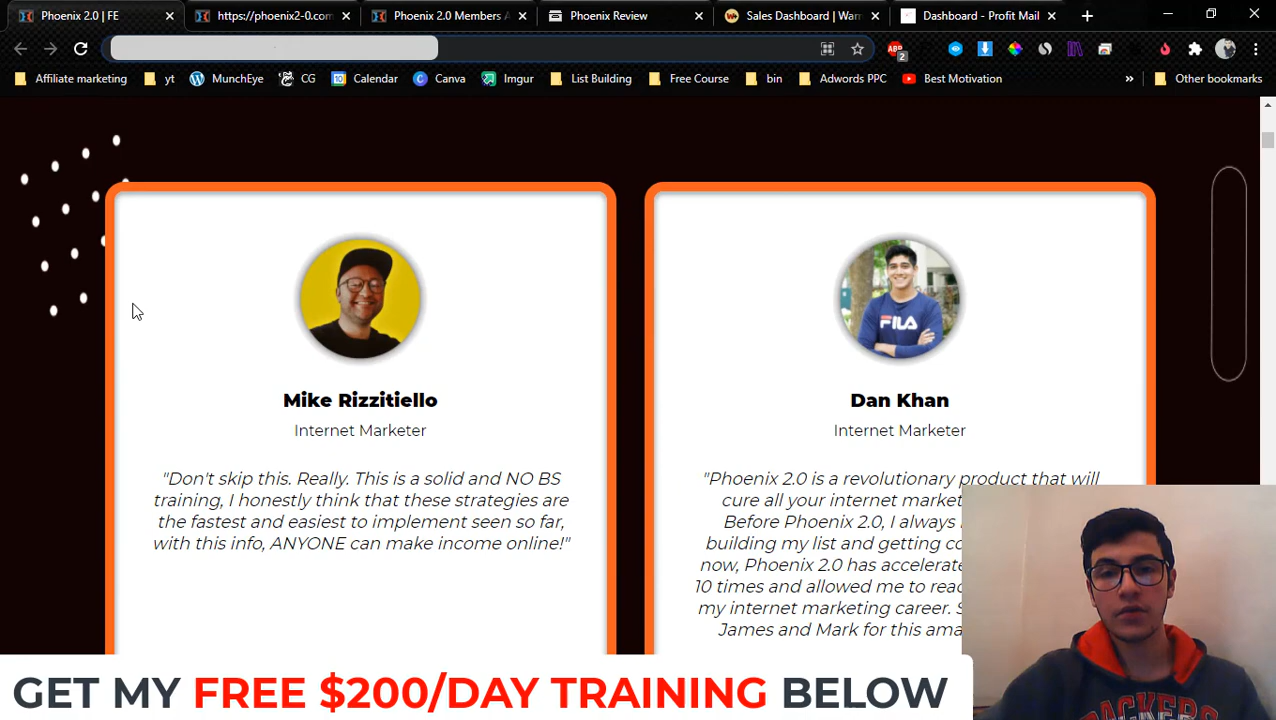 Phoenix 2.0 | FE
https://phoenix2-0.com
Phoenix 2.0 Members A
Phoenix Review
Sales Dashboard | Warr
Dashboard - Profit Mail
ABP
2
Affiliate marketing
yt
MunchEye
CG
Calendar
Canva
Imgur
List Building
Free Course
bin
Adwords PPC
Best Motivation
»
Other bookmarks
FILA
Mike Rizzitiello
Internet Marketer
"Don't skip this. Really. This is a solid and NO BS
training, I honestly think that these strategies are
the fastest and easiest to implement seen so far,
with this info, ANYONE can make income online!"
Dan Khan
Internet Marketer
"Phoenix 2.0 is a revolutionary product that will
cure all your internet market
Before Phoenix 2.0, I always
building my list and getting co
now, Phoenix 2.0 has accelerate
10 times and allowed me to reac
my internet marketing career. S
James and Mark for this ama
PACKERS
GET MY FREE $200/DAY TRAINING BELOW